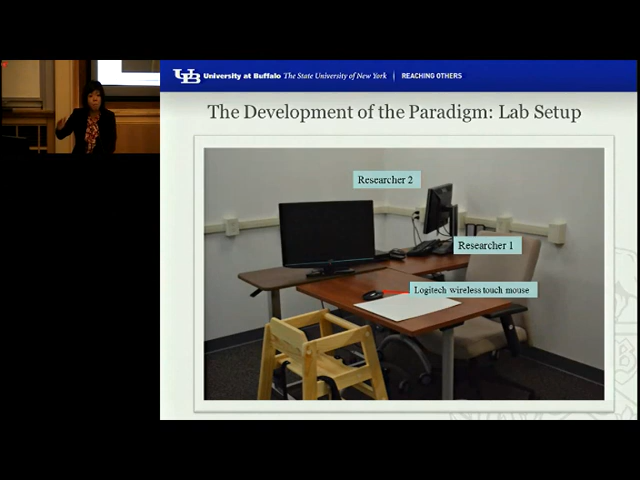 UB University at Buffalo The State University of New York | REACHING OTHERS
The Development of the Paradigm: Lab Setup
Researcher 2
Researcher 1
Logitech wireless touch mouse